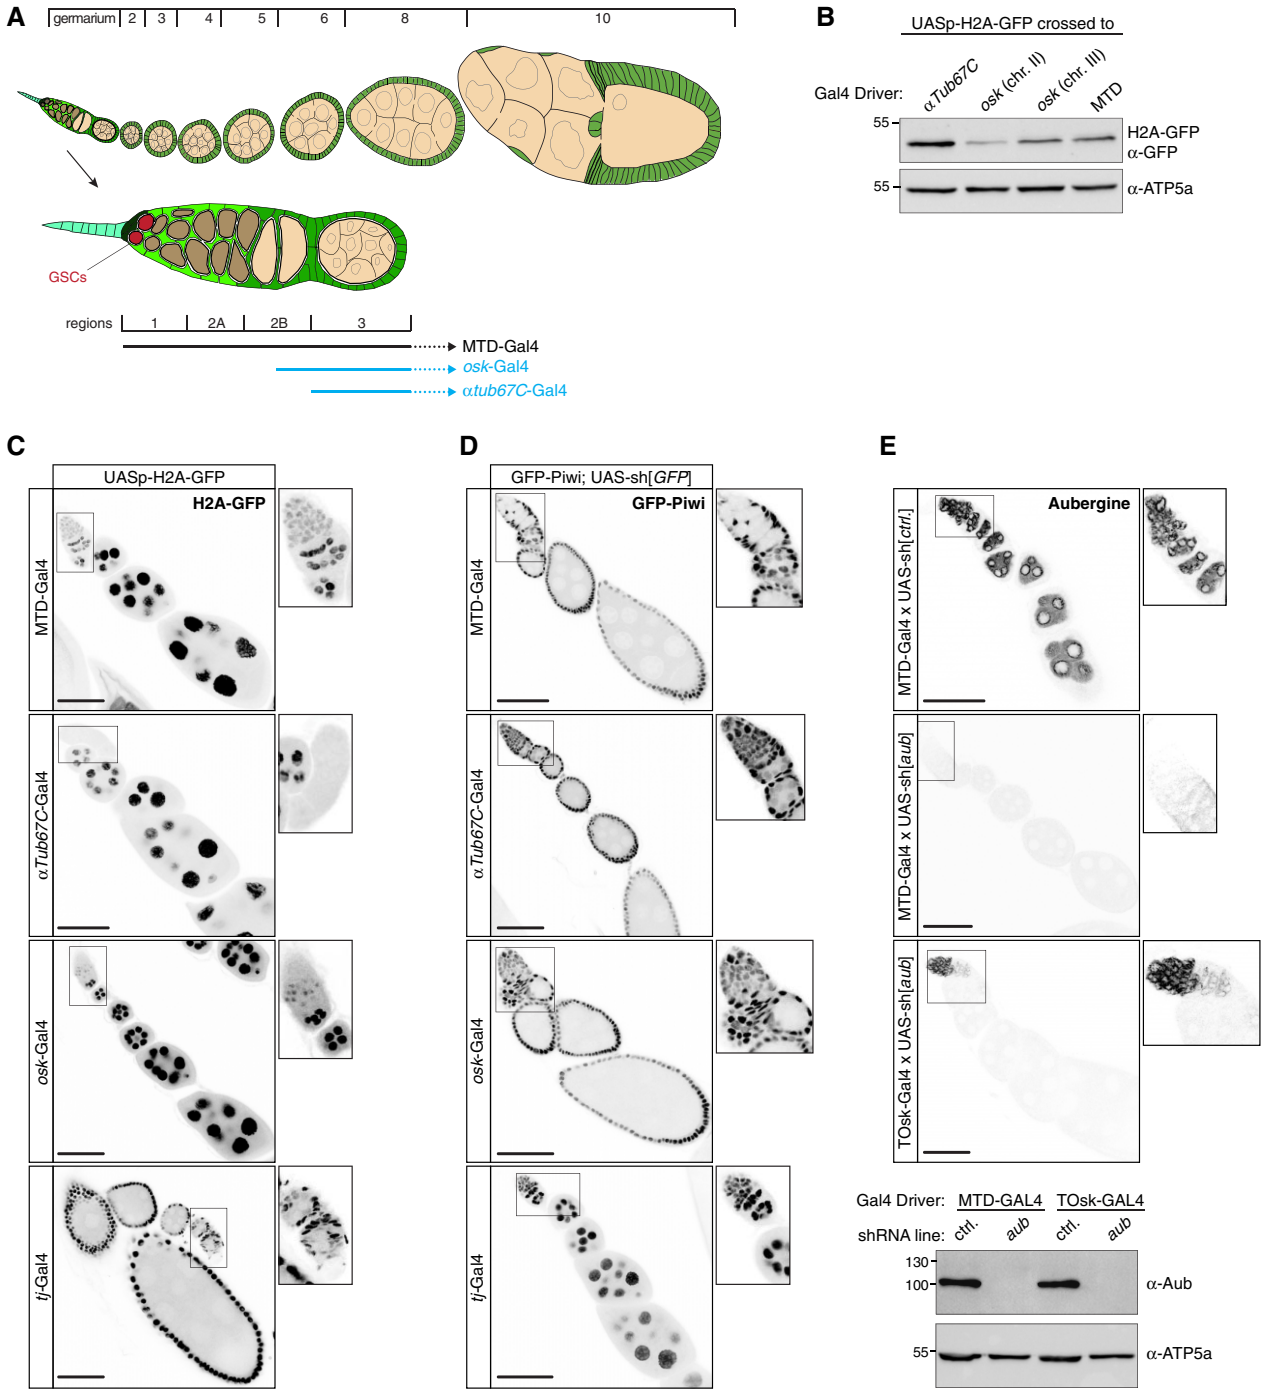 A
germarium 2 3 4 5 6 8 10
GSCs
regions 1 2A 2B 3
MTD-Gal4
osk-Gal4
αtub67C-Gal4
B
UASp-H2A-GFP crossed to
Gal4 Driver: αTub67C osk (chr. II) osk (chr. III) MTD
55
H2A-GFP
α-GFP
55
α-ATP5a
C
UASp-H2A-GFP
H2A-GFP
MTD-Gal4
αTub67C-Gal4
osk-Gal4
tj-Gal4
D
GFP-Piwi; UAS-sh[GFP]
GFP-Piwi
MTD-Gal4
αTub67C-Gal4
osk-Gal4
tj-Gal4
E
Aubergine
MTD-Gal4 x UAS-sh[ctrl.]
MTD-Gal4 x UAS-sh[aub]
TOsk-Gal4 x UAS-sh[aub]
Gal4 Driver: MTD-GAL4 TOsk-GAL4
shRNA line: ctrl. aub ctrl. aub
130
100
α-Aub
55
α-ATP5a